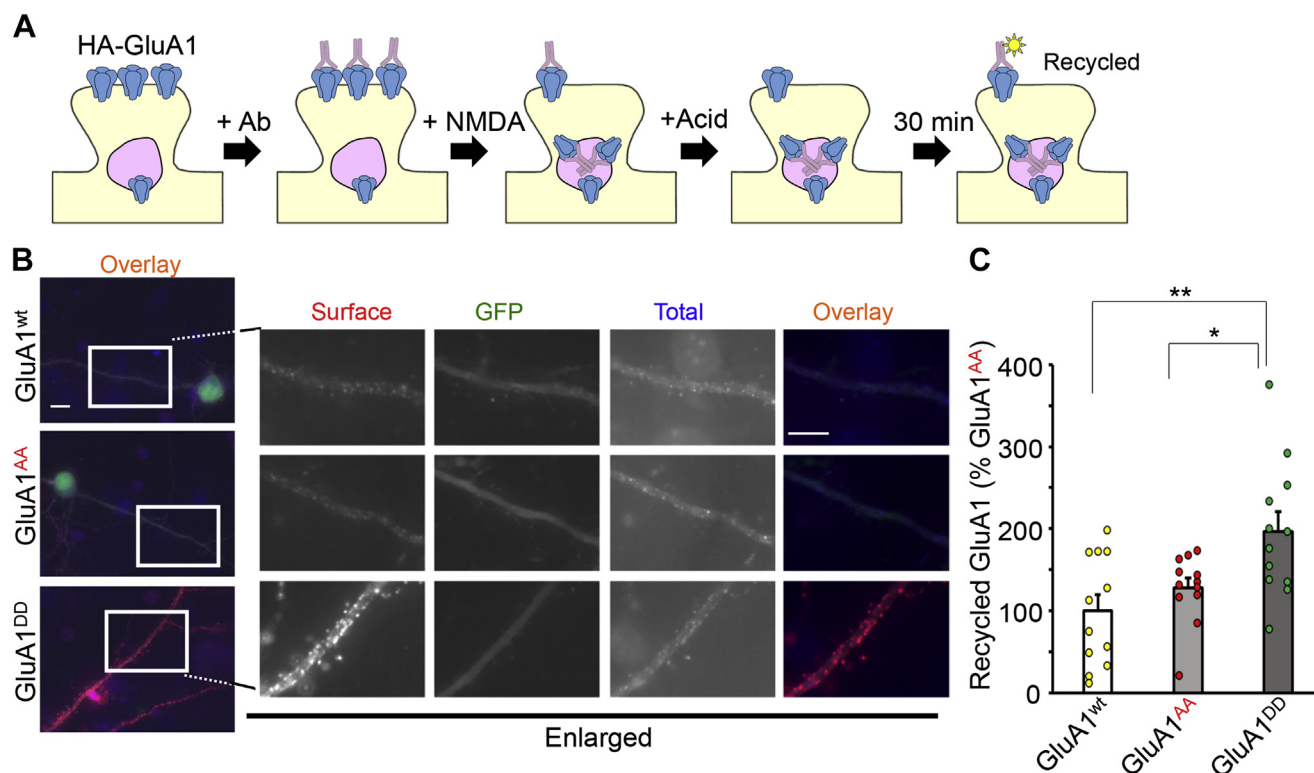 A
HA-GluA1
+ Ab
+ NMDA
+Acid
30 min
Recycled
B
Overlay
Surface
GFP
Total
Overlay
GluA1wt
GluA1AA
GluA1DD
Enlarged
C
**
*
Recycled GluA1 (% GluA1AA)
400
300
200
100
0
GluA1wt
GluA1AA
GluA1DD